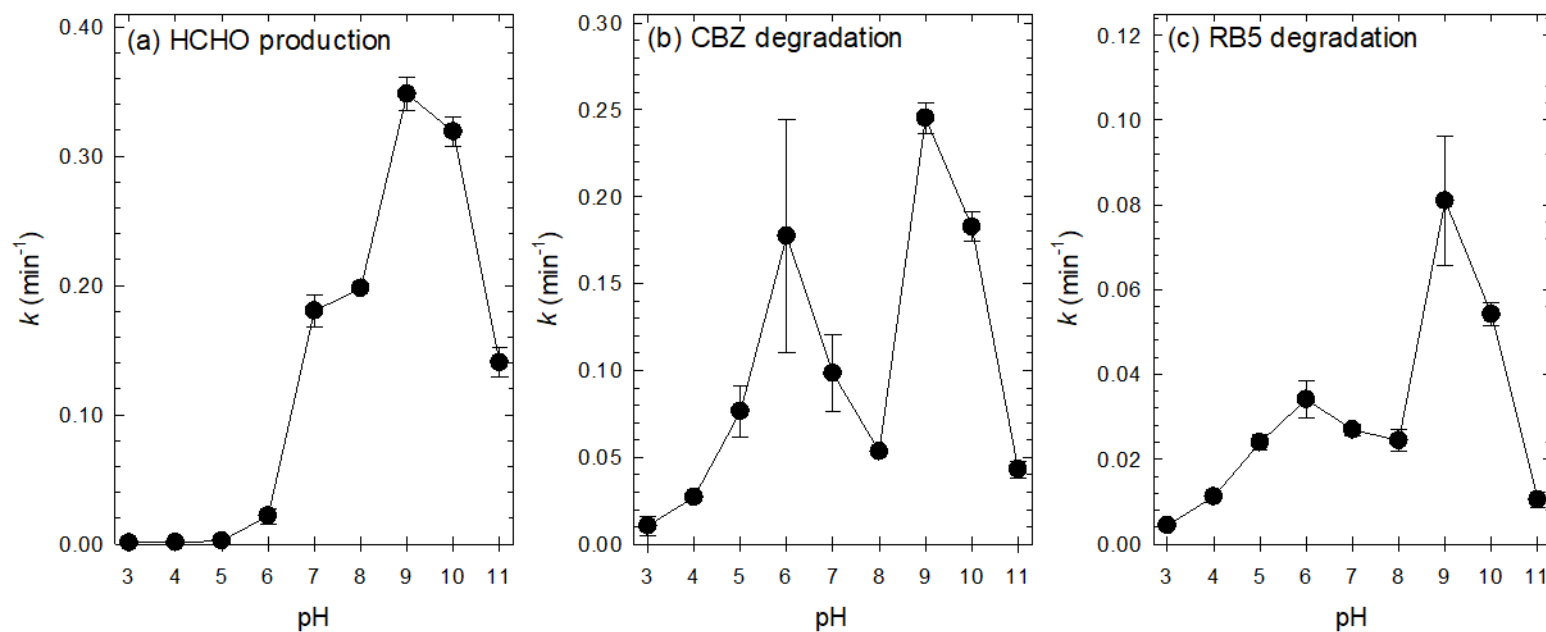 (a) HCHO production
0.40
0.30
0.20
0.10
0.00
k (min⁻¹)
3 4 5 6 7 8 9 10 11
pH
(b) CBZ degradation
0.30
0.25
0.20
0.15
0.10
0.05
0.00
k (min⁻¹)
3 4 5 6 7 8 9 10 11
pH
(c) RB5 degradation
0.12
0.10
0.08
0.06
0.04
0.02
0.00
k (min⁻¹)
3 4 5 6 7 8 9 10 11
pH